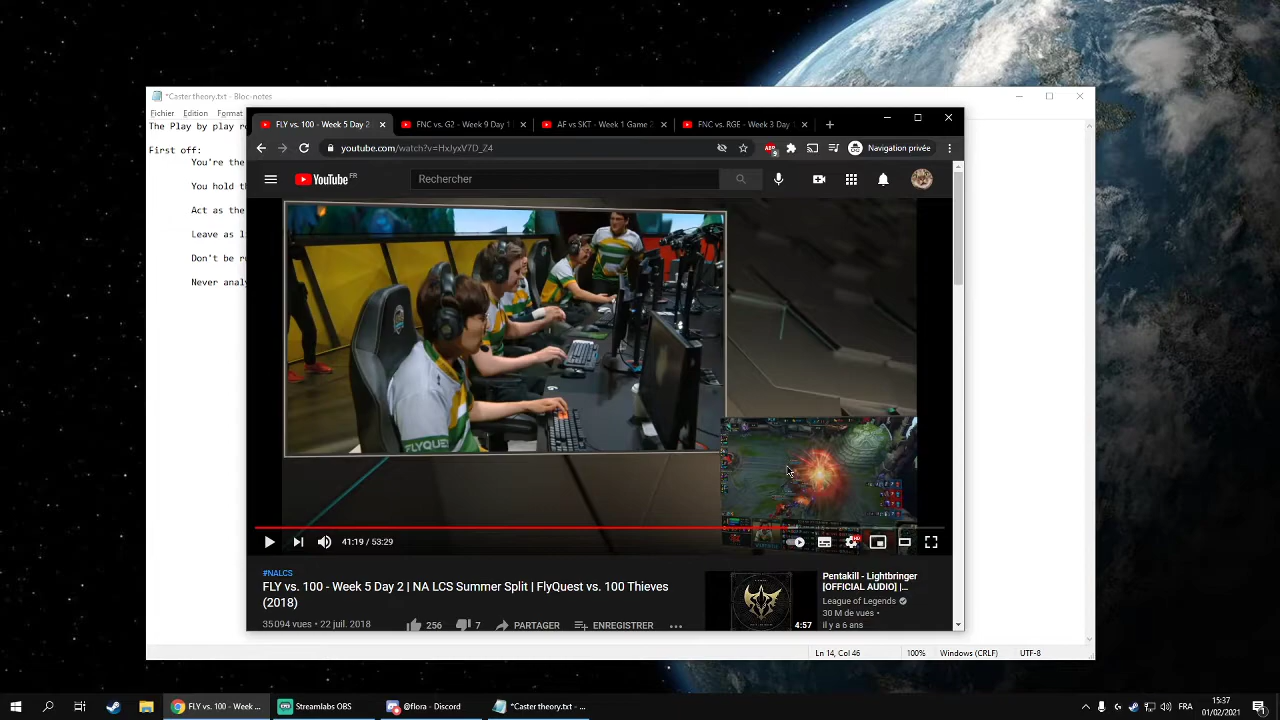 *Caster theory.txt - Bloc-notes
Fichier Edition Format
The Play by play
First off:
You're the
You hold th
Act as the
Leave as
Don't be
Never
FLY vs. 100 - Week 5 Day 2
FNC vs. G2 - Week 9 Day 1
AF vs SKT - Week 1 Game 2
FNC vs. RGE - Week 3 Day 1
youtube.com/watch?v=HxJyxV7D_Z4
ABP
9
Navigation privée
YouTube FR
Rechercher
FLYQUEST
41:19 / 53:29
HD
#NALCS
FLY vs. 100 - Week 5 Day 2 | NA LCS Summer Split | FlyQuest vs. 100 Thieves
(2018)
35 094 vues • 22 juil. 2018
256
7
PARTAGER
ENREGISTRER
4:57
Pentakill - Lightbringer
[OFFICIAL AUDIO] |...
League of Legends
30 M de vues •
il y a 6 ans
Ln 14, Col 46
100%
Windows (CRLF)
UTF-8
FLY vs. 100 - Week ...
Streamlabs OBS
@flora - Discord
*Caster theory.txt - ...
FRA
15:37
01/02/2021